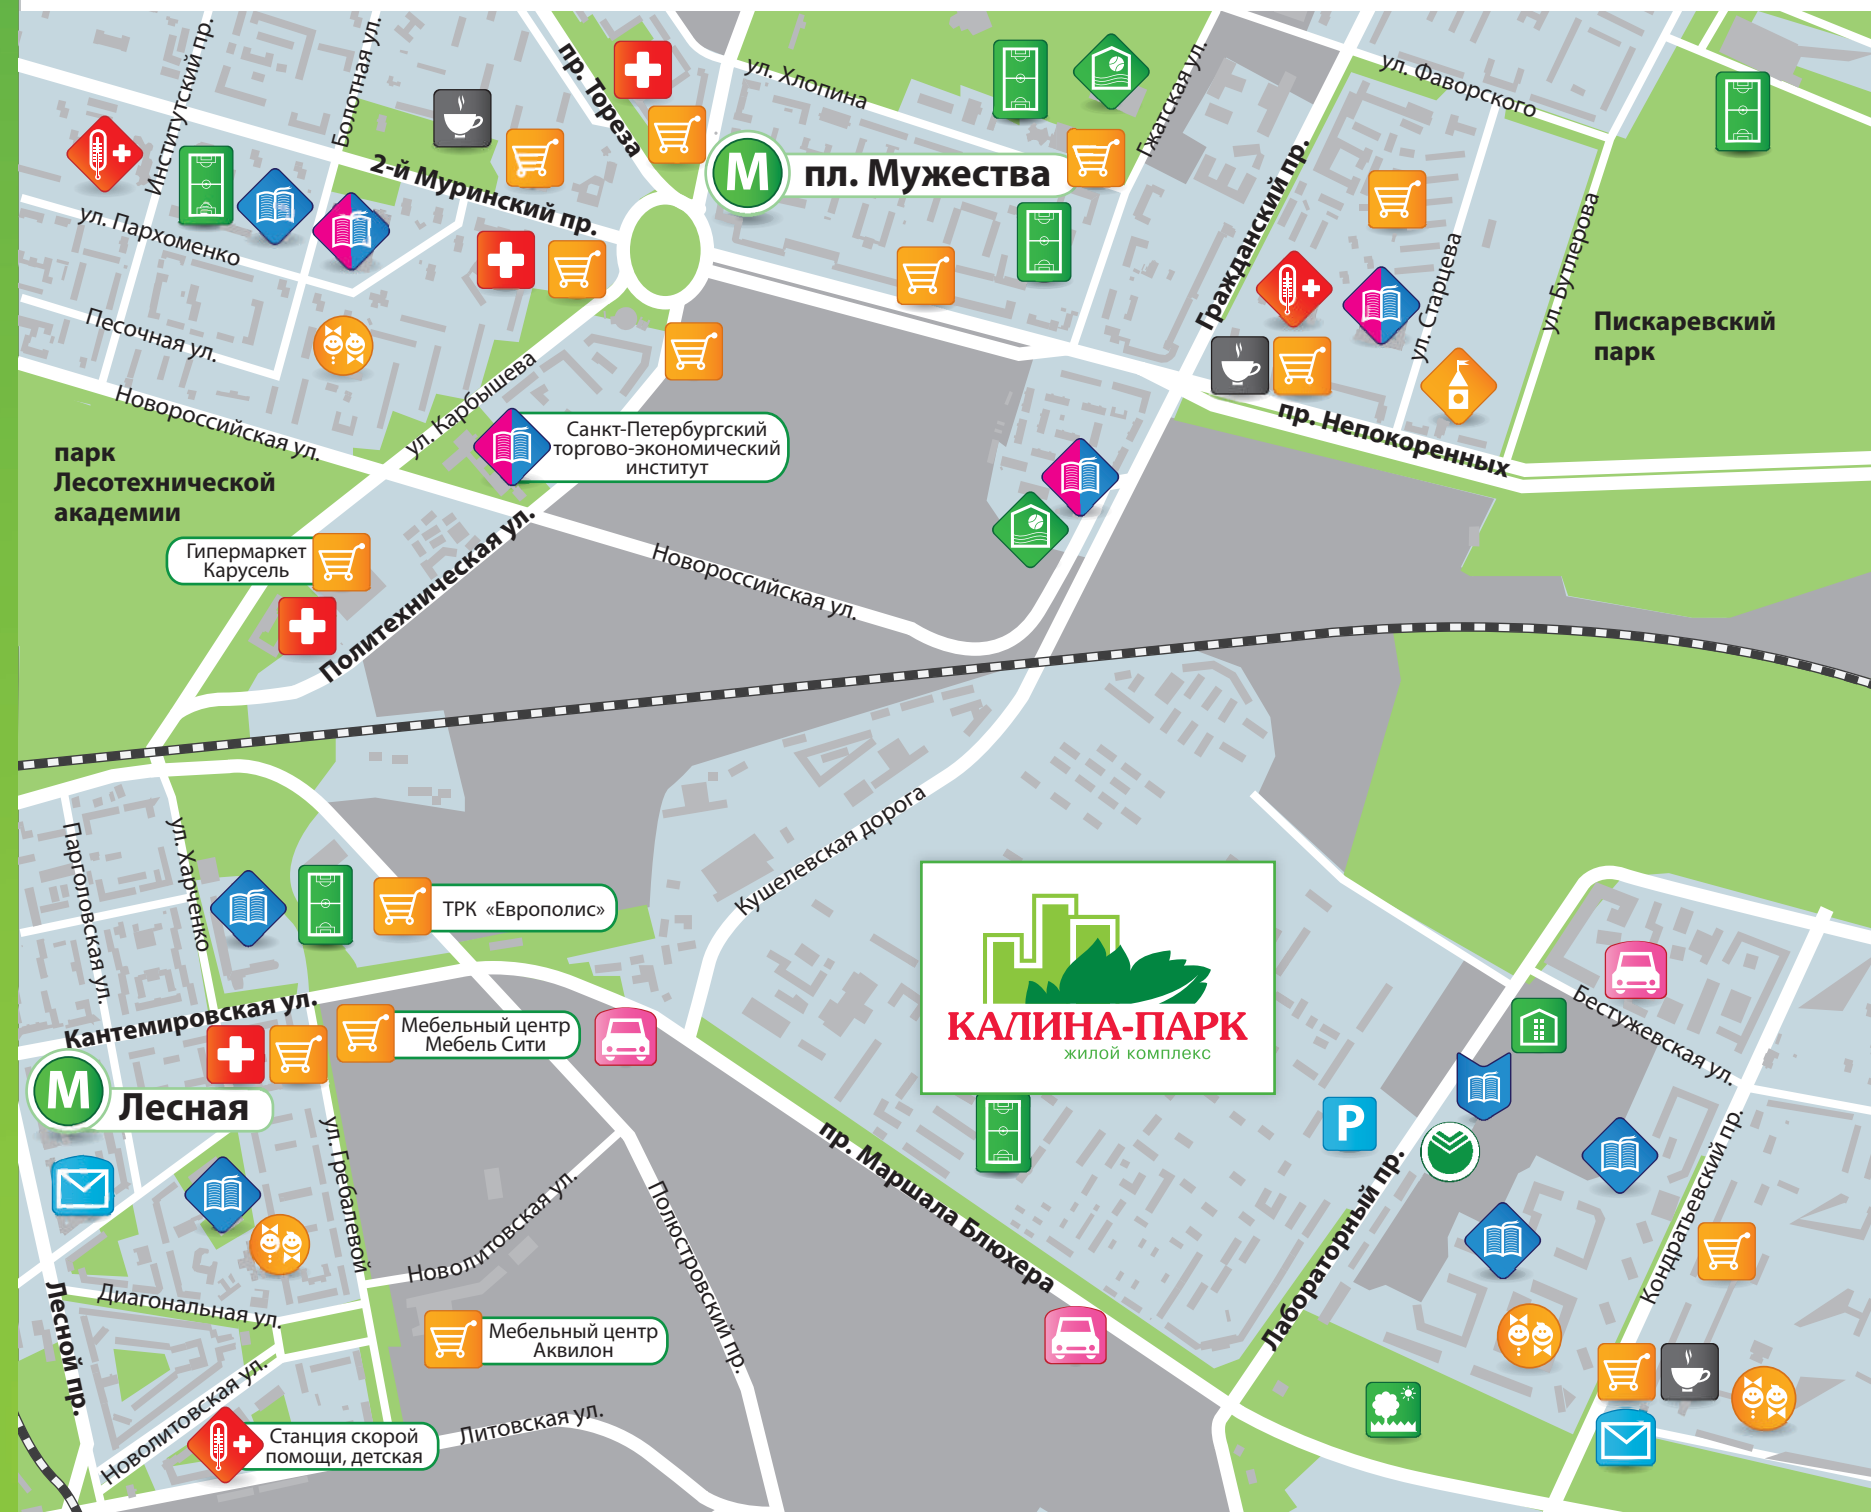 Институтский пр.
Болотная ул.
пр. Тореза
ул. Хлопина
Гжатская ул.
ул. Фаворского
Гражданский пр.
2-й Муринский пр.
М
пл. Мужества
ул. Пархоменко
ул. Старцева
ул. Бутлерова
Пискаревский
парк
Песочная ул.
Новороссийская ул.
ул. Карбышева
пр. Непокоренных
Санкт-Петербургский
торгово-экономический
институт
парк
Лесотехнической
академии
Гипермаркет
Карусель
Политехническая ул.
Новороссийская ул.
Кушелевская дорога
Парголовская ул.
ул. Харченко
ТРК «Европолис»
КАЛИНА-ПАРК
жилой комплекс
Кантемировская ул.
Мебельный центр
Мебель Сити
Бестужевская ул.
М
Лесная
P
ул. Гребалевой
пр. Маршала Блюхера
Лабораторный пр.
Кондратьевский пр.
Новолитовская ул.
Полюстровский пр.
Диагональная ул.
Лесной пр.
Мебельный центр
Аквилон
Новолитовская ул.
Литовская ул.
Станция скорой
помощи, детская